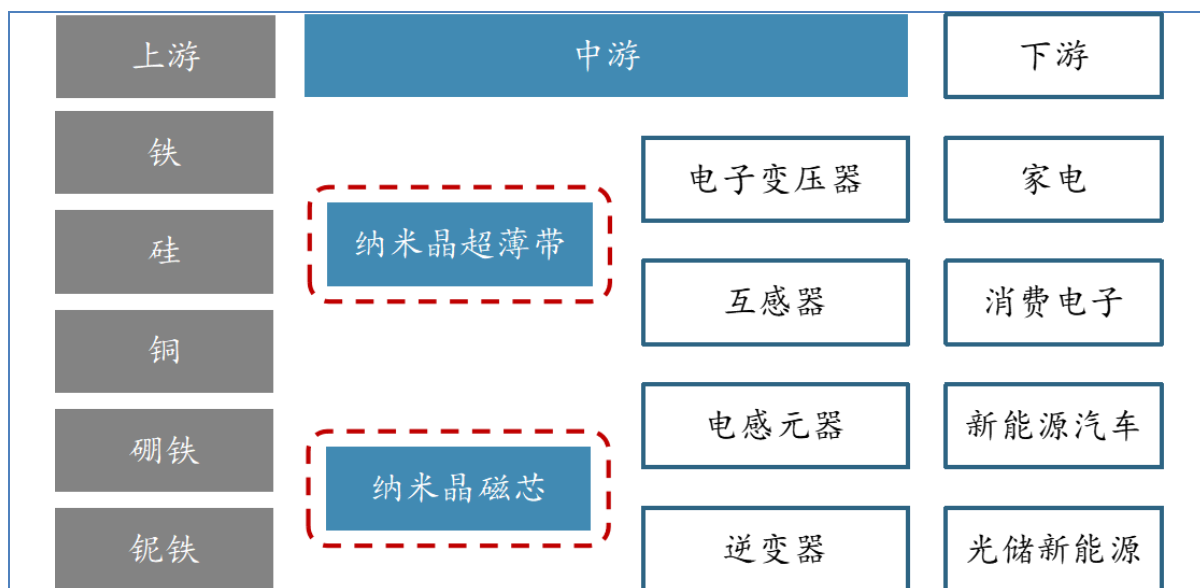 上游
中游
下游
铁
硅
铜
硼铁
铌铁
纳米晶超薄带
纳米晶磁芯
电子变压器
互感器
电感元器
逆变器
家电
消费电子
新能源汽车
光储新能源